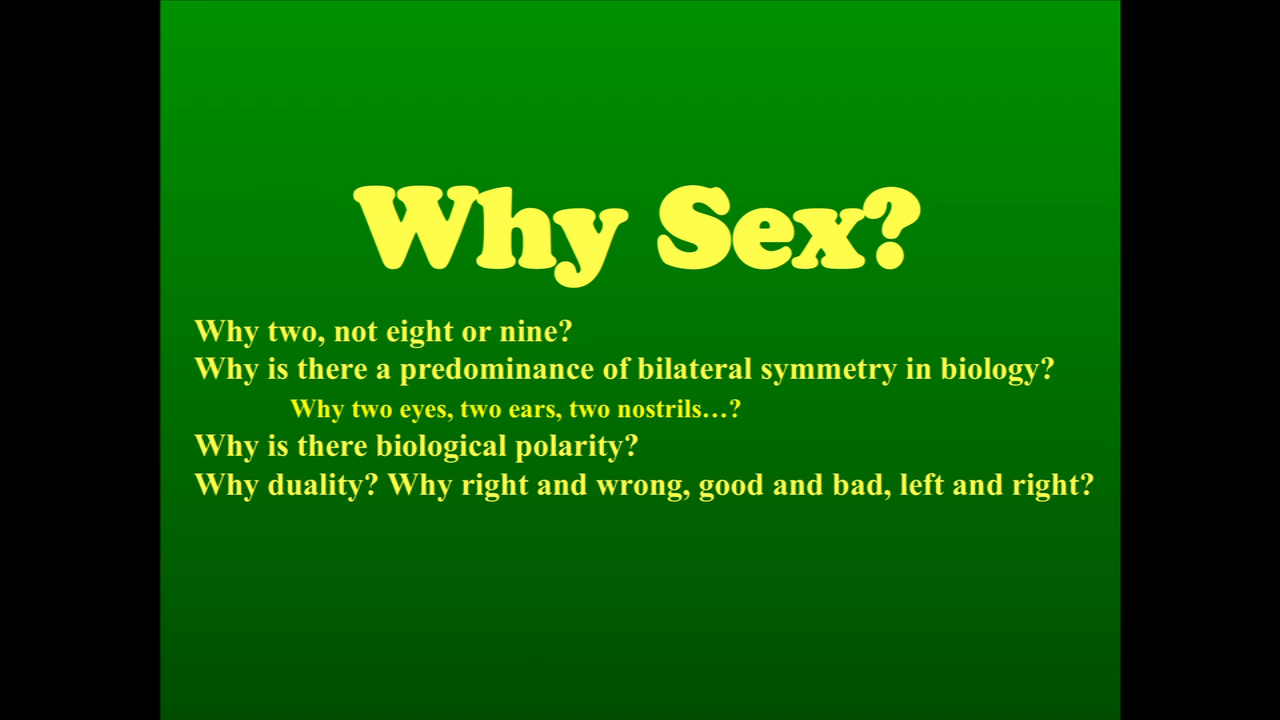 Why Sex?
Why two, not eight or nine?
Why is there a predominance of bilateral symmetry in biology?
Why two eyes, two ears, two nostrils…?
Why is there biological polarity?
Why duality? Why right and wrong, good and bad, left and right?